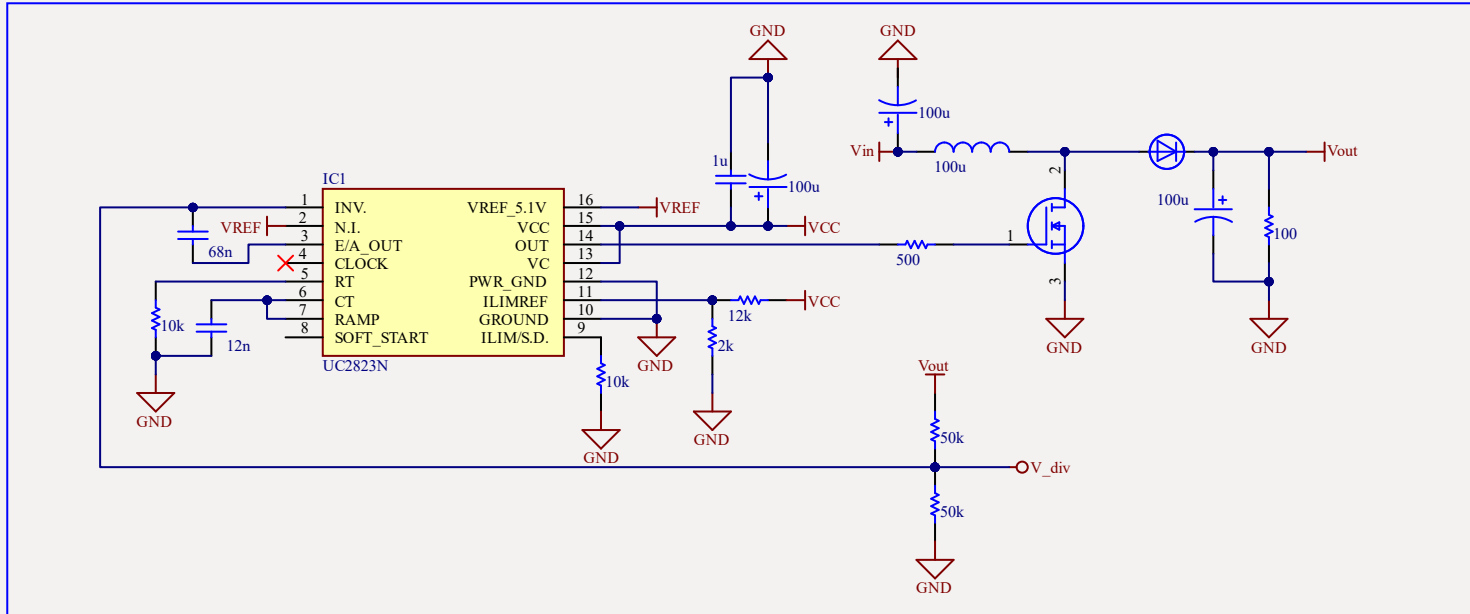 GND
GND
100u
Vin
100u
Vout
2
1u
100u
100u
100
IC1
1
INV.
VREF_5.1V
16
VREF
VREF
2
N.I.
VCC
15
VCC
3
E/A_OUT
OUT
14
500
1
68n
4
CLOCK
VC
13
3
5
RT
PWR_GND
12
6
CT
ILIMREF
11
12k
VCC
10k
12n
7
RAMP
GROUND
10
8
SOFT_START
ILIM/S.D.
9
2k
GND
GND
GND
UC2823N
10k
Vout
GND
GND
GND
50k
V_div
50k
GND